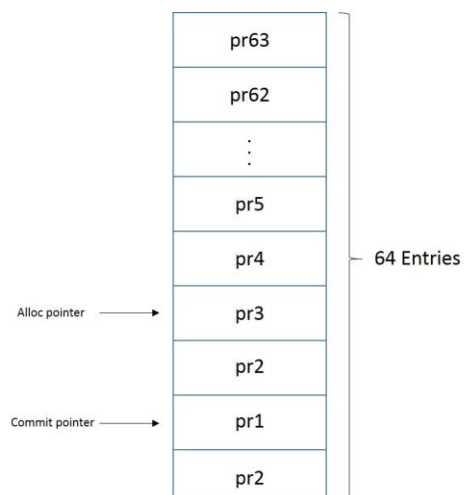 pr63
pr62
⋮
pr5
pr4
64 Entries
Alloc pointer
pr3
pr2
Commit pointer
pr1
pr2